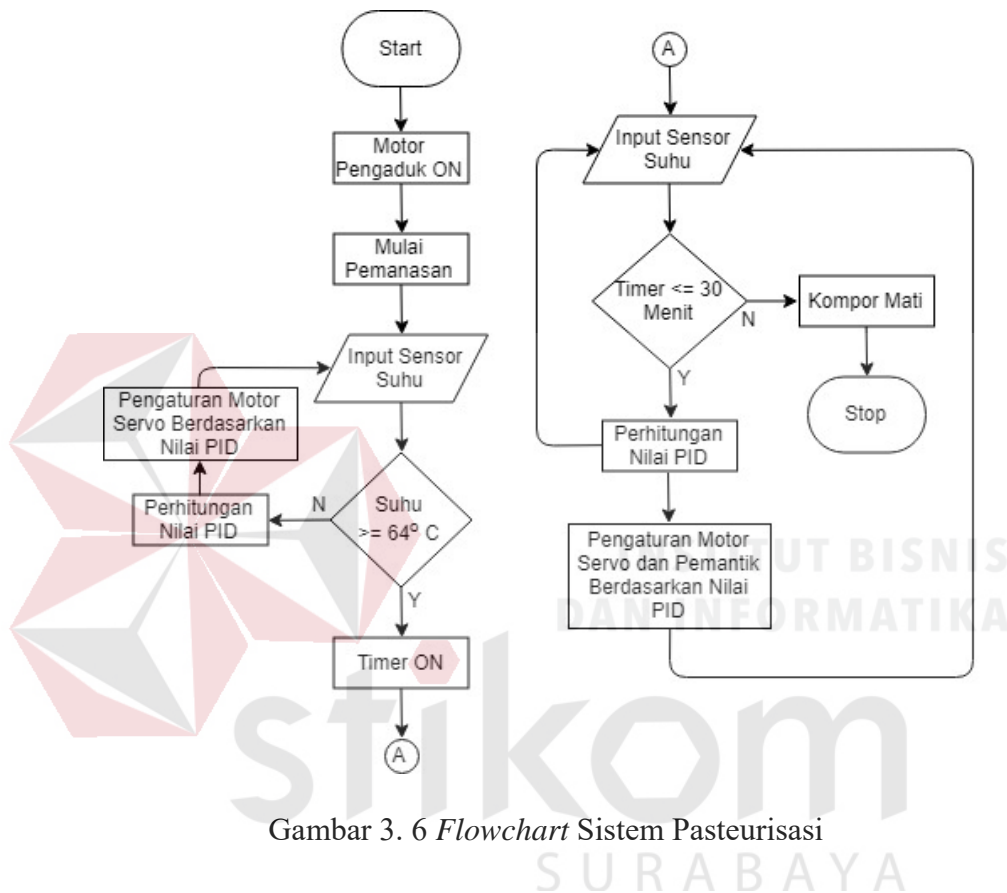 Start
Motor
Pengaduk ON
Mulai
Pemanasan
Input Sensor
Suhu
Pengaturan Motor
Servo Berdasarkan
Nilai PID
Perhitungan
Nilai PID
N
Suhu
>= 64º C
Y
Timer ON
A
A
Input Sensor
Suhu
Timer <= 30
Menit
N
Kompor Mati
Stop
Y
Perhitungan
Nilai PID
Pengaturan Motor
Servo dan Pemantik
Berdasarkan Nilai
PID
INSTITUT BISNIS
DAN INFORMATIKA
stikom
Gambar 3. 6 Flowchart Sistem Pasteurisasi
SURABAYA